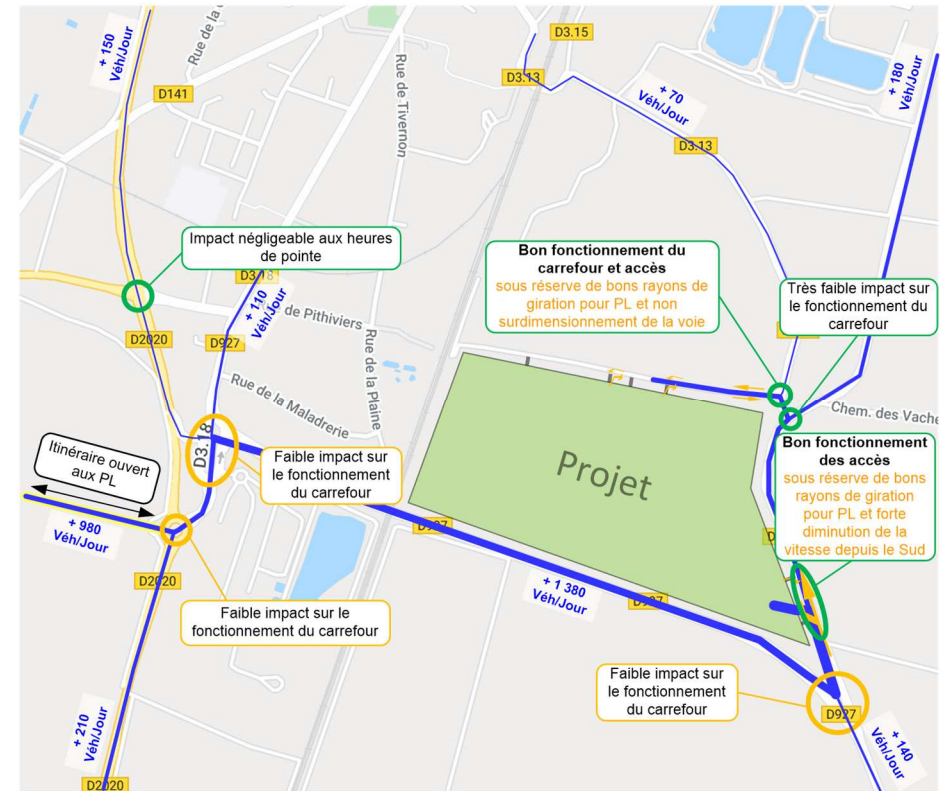 + 150
Véh/Jour
Rue de la
D141
Rue de Tivernon
D3.15
D3.13
+ 70
Véh/Jour
D3.13
+ 180
Véh/Jour
Impact négligeable aux heures
de pointe
D3.18
+ 110
Véh/Jour
de Pithiviers
D2020
D927
Rue de la Maladrerie
Rue de la Plaine
Bon fonctionnement du
carrefour et accès
sous réserve de bons rayons de
giration pour PL et non
surdimensionnement de la voie
Très faible impact sur
le fonctionnement du
carrefour
Chem. des Vache
D3.18
Itinéraire ouvert
aux PL
Faible impact sur
le fonctionnement
du carrefour
Projet
Bon fonctionnement
des accès
sous réserve de bons
rayons de giration
pour PL et forte
diminution de la
vitesse depuis le Sud
+ 980
Véh/Jour
D927
D2020
+ 1 380
Véh/Jour
D927
Faible impact sur le
fonctionnement du carrefour
Faible impact sur
le fonctionnement
du carrefour
D927
+ 210
Véh/Jour
+ 140
Véh/Jour
D2020